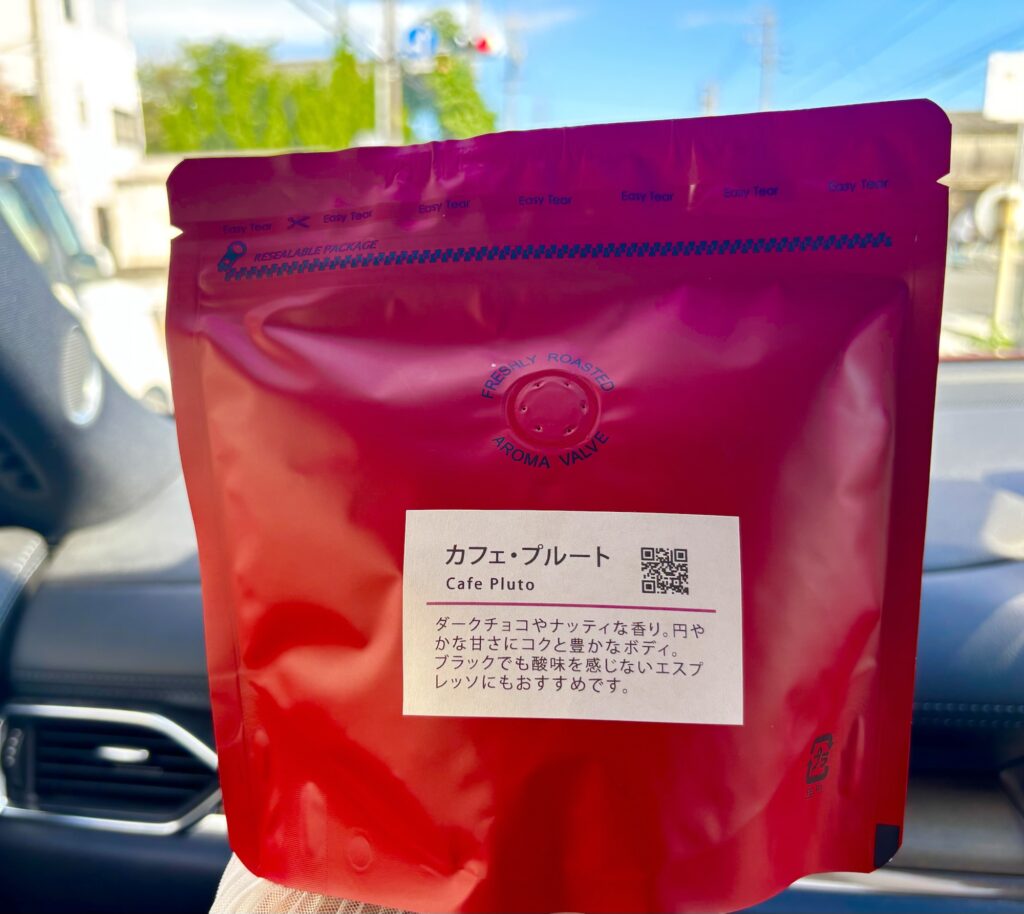 Easy Tear Easy Tear Easy Tear Easy Tear Easy Tear Easy Tear Easy Tear
RESEALABLE PACKAGE
FRESHLY ROASTED
AROMA VALVE
カフェ・プルート
Cafe Pluto
ダークチョコやナッティな香り。円や
かな甘さにコクと豊かなボディ。
ブラックでも酸味を感じないエスプ
レッソにもおすすめです。